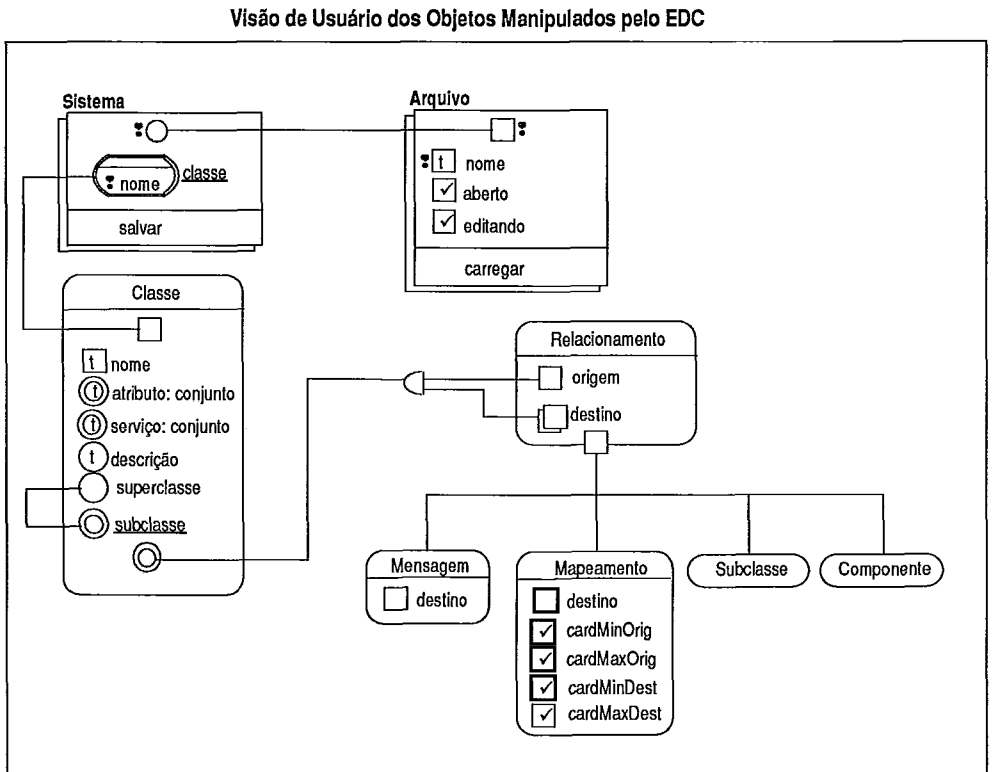 Visão de Usuário dos Objetos Manipulados pelo EDC
Sistema
nome
classe
salvar
Arquivo
t nome
aberto
editando
carregar
Classe
t nome
t atributo: conjunto
t serviço: conjunto
t descrição
superclasse
subclasse
Relacionamento
origem
destino
Mensagem
destino
Mapeamento
destino
cardMinOrig
cardMaxOrig
cardMinDest
cardMaxDest
Subclasse
Componente